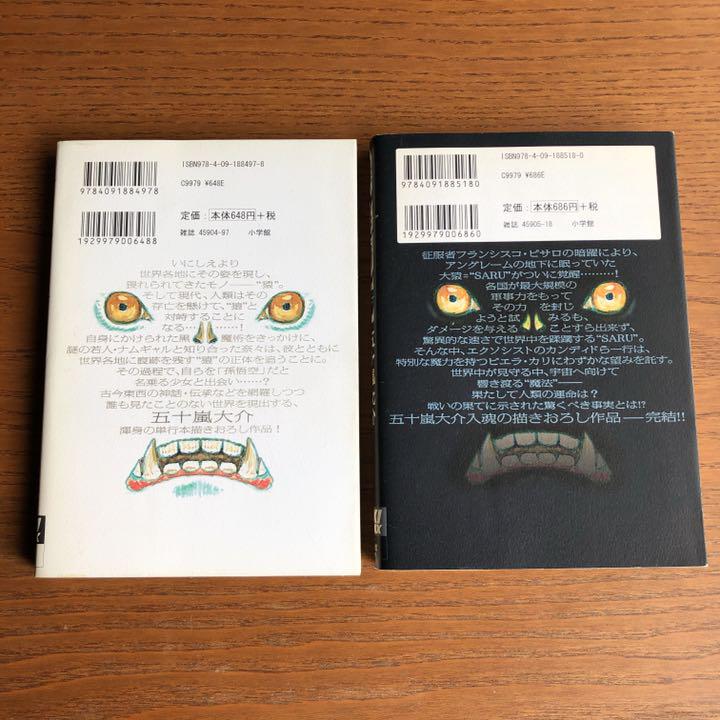 ISBN978-4-09-188497-8
9784091884978
C9979 ¥648E
定価：本体648円＋税
雑誌 45904-97 小学館
1929979006488
いにしえより
世界各地にその姿を現し、
畏れられてきたモノ――“猿”。
そして現代、人類はその
存亡を懸けて、“猿”と
対峙することに
なる……！
自身にかけられた黒魔術をきっかけに、
謎の若人・ナムギャルと知り合った奈々は、彼とともに
世界各地に痕跡を残す“猿”の正体を追うことに。
その過程で、自らを「孫悟空」だと
名乗る少女と出会い……？
古今東西の神話・伝承などを網羅しつつ
誰も見たことのない世界を現出する、
五十嵐大介
渾身の単行本描きおろし作品！
ISBN978-4-09-188518-0
9784091885180
C9979 ¥686E
定価：本体686円＋税
雑誌 45905-18 小学館
1929979006860
征服者フランシスコ・ピサロの暗躍により、
アングレームの地下に眠っていた
大猿=“SARU”がついに覚醒………！
各国が最大規模の
軍事力をもって
その力を封じ
ようと試みるも、
ダメージを与えることすら出来ず、
驚異的な速さで世界中を蹂躙する“SARU”。
そんな中、エクソシストのカンディドら一行は、
特別な魔力を持つピエラ・カリにわずかな望みを託す。
世界中が見守る中、宇宙へ向けて
響き渡る“魔法”――
果たして人類の運命は？
戦いの果てに示された驚くべき事実とは!?
五十嵐大介入魂の描きおろし作品――完結!!